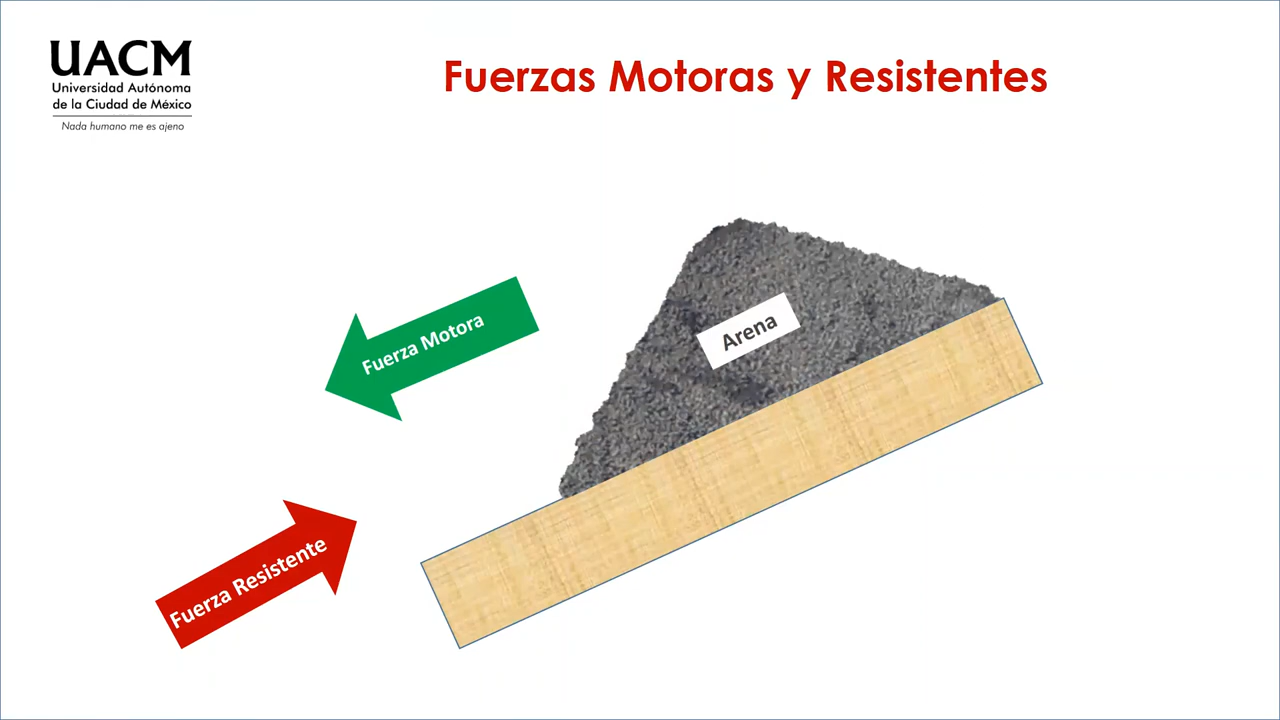 UACM
Universidad Autónoma
de la Ciudad de México
Nada humano me es ajeno
Fuerzas Motoras y Resistentes
Fuerza Motora
Arena
Fuerza Resistente